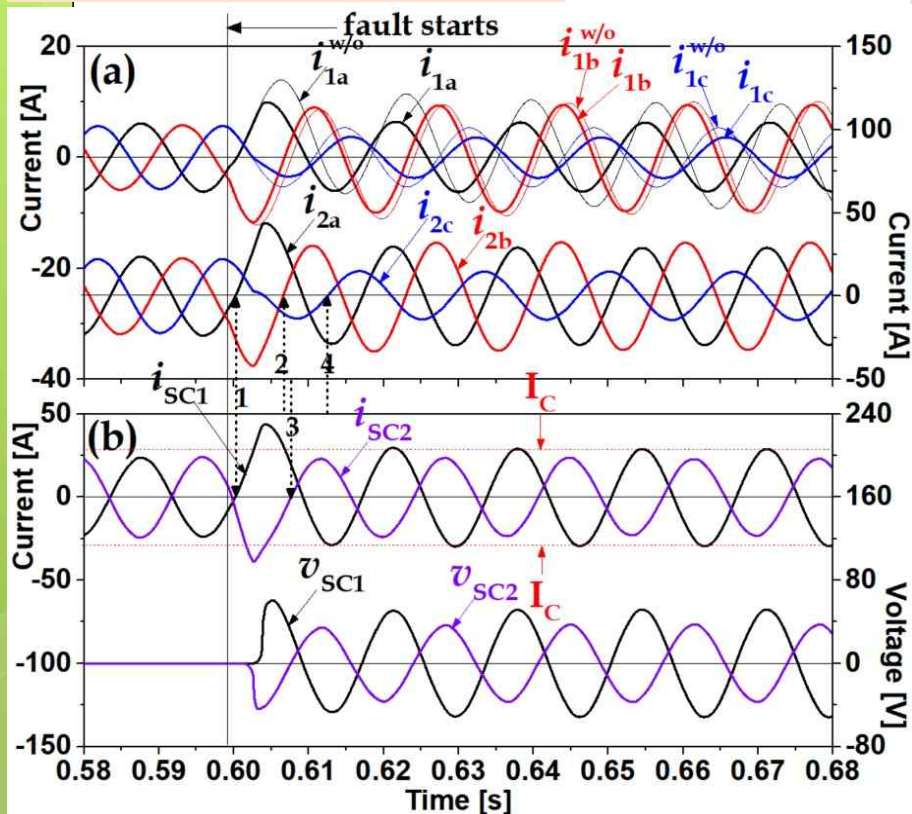 fault starts
20
150
(a)
i1a w/o
i1a
i1b w/o
i1b
i1c w/o
i1c
Current [A]
0
100
-20
50
i2a
i2c
i2b
0
Current [A]
-40
-50
1
2
3
4
iSC1
IC
50
240
(b)
iSC2
Current [A]
0
160
-50
80
vSC1
vSC2
IC
Voltage [V]
-100
0
-150
-80
0.58 0.59 0.60 0.61 0.62 0.63 0.64 0.65 0.66 0.67 0.68
Time [s]